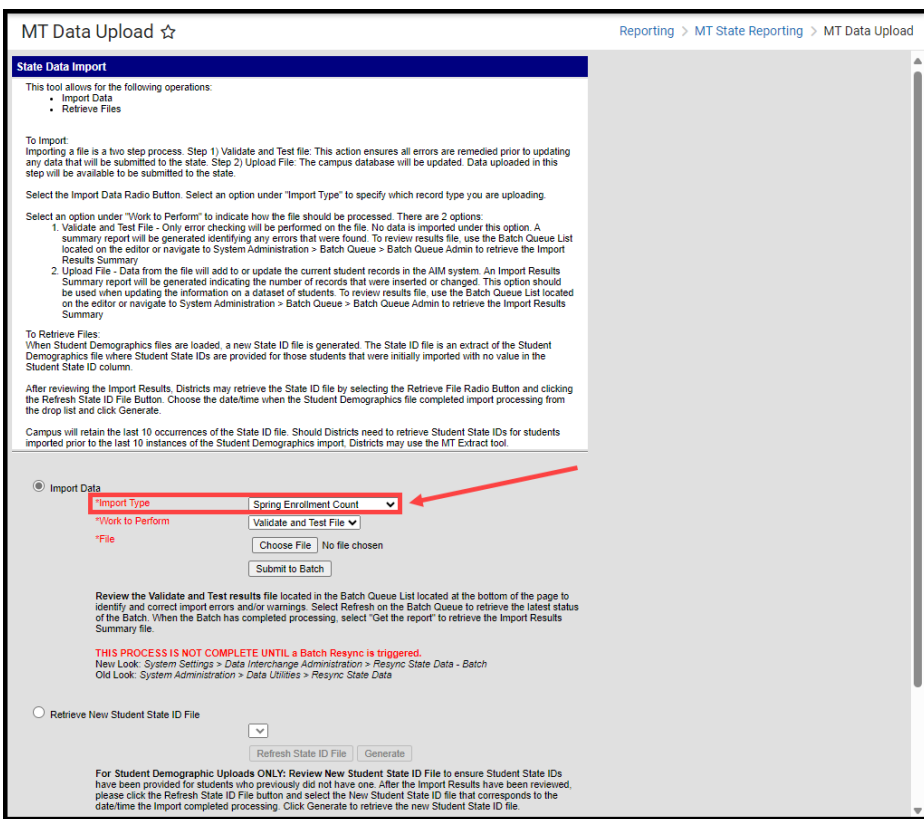 MT Data Upload ☆
Reporting > MT State Reporting > MT Data Upload
State Data Import
This tool allows for the following operations:
• Import Data
• Retrieve Files
To Import:
Importing a file is a two step process. Step 1) Validate and Test file: This action ensures all errors are remedied prior to updating
any data that will be submitted to the state. Step 2) Upload File: The campus database will be updated. Data uploaded in this
step will be available to be submitted to the state.
Select the Import Data Radio Button. Select an option under "Import Type" to specify which record type you are uploading.
Select an option under "Work to Perform" to indicate how the file should be processed. There are 2 options:
1. Validate and Test File - Only error checking will be performed on the file. No data is imported under this option. A
summary report will be generated identifying any errors that were found. To review results file, use the Batch Queue List
located on the editor or navigate to System Administration > Batch Queue > Batch Queue Admin to retrieve the Import
Results Summary
2. Upload File - Data from the file will add to or update the current student records in the AIM system. An Import Results
Summary report will be generated indicating the number of records that were inserted or changed. This option should
be used when updating the information on a dataset of students. To review results file, use the Batch Queue List located
on the editor or navigate to System Administration > Batch Queue > Batch Queue Admin to retrieve the Import Results
Summary
To Retrieve Files:
When Student Demographics files are loaded, a new State ID file is generated. The State ID file is an extract of the Student
Demographics file where Student State IDs are provided for those students that were initially imported with no value in the
Student State ID column.
After reviewing the Import Results, Districts may retrieve the State ID file by selecting the Retrieve File Radio Button and clicking
the Refresh State ID File Button. Choose the date/time when the Student Demographics file completed import processing from
the drop list and click Generate.
Campus will retain the last 10 occurrences of the State ID file. Should Districts need to retrieve Student State IDs for students
imported prior to the last 10 instances of the Student Demographics import, Districts may use the MT Extract tool.
Import Data
*Import Type Spring Enrollment Count
*Work to Perform Validate and Test File
*File Choose File No file chosen
Submit to Batch
Review the Validate and Test results file located in the Batch Queue List located at the bottom of the page to
identify and correct import errors and/or warnings. Select Refresh on the Batch Queue to retrieve the latest status
of the Batch. When the Batch has completed processing, select "Get the report" to retrieve the Import Results
Summary file.
THIS PROCESS IS NOT COMPLETE UNTIL a Batch Resync is triggered.
New Look: System Settings > Data Interchange Administration > Resync State Data - Batch
Old Look: System Administration > Data Utilities > Resync State Data
Retrieve New Student State ID File
Refresh State ID File Generate
For Student Demographic Uploads ONLY: Review New Student State ID File to ensure Student State IDs
have been provided for students who previously did not have one. After the Import Results have been reviewed,
please click the Refresh State ID File button and select the New Student State ID file that corresponds to the
date/time the Import completed processing. Click Generate to retrieve the new Student State ID file.